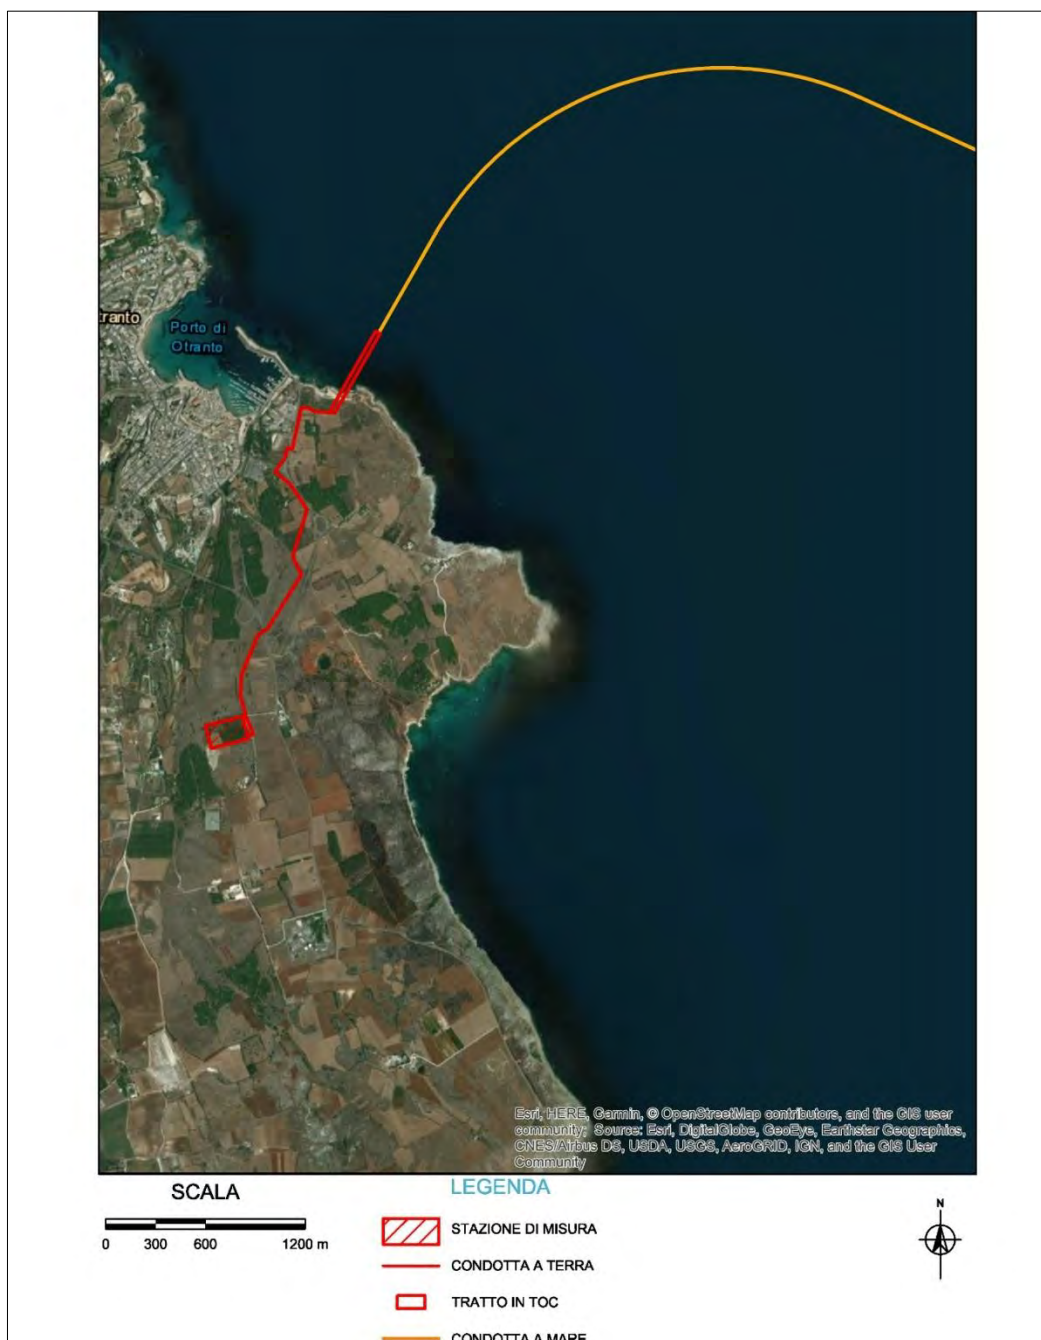 tranto
Porto di
Otranto
Esri, HERE, Garmin, © OpenStreetMap contributors, and the GIS user
community; Source: Esri, DigitalGlobe, GeoEye, Earthstar Geographics,
CNES/Airbus DS, USDA, USGS, AeroGRID, IGN, and the GIS User
Community
SCALA
0 300 600 1200 m
LEGENDA
STAZIONE DI MISURA
CONDOTTA A TERRA
TRATTO IN TOC
CONDOTTA A MARE
N